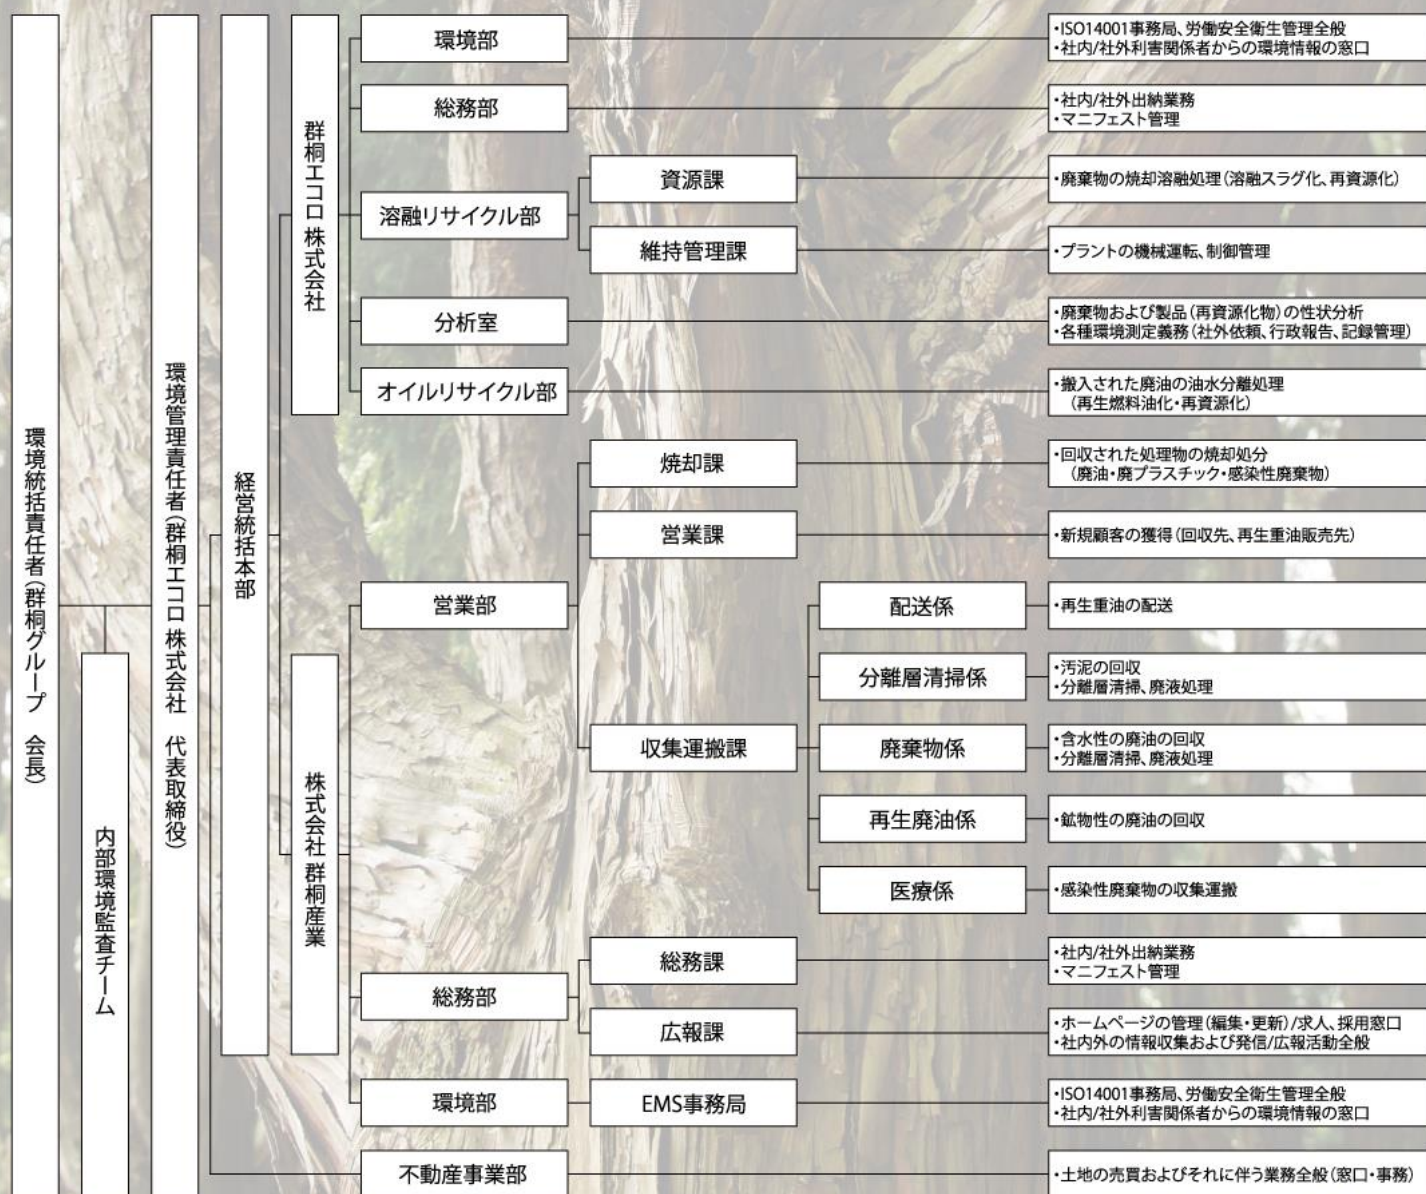 環境統括責任者(群桐グループ 会長)
内部環境監査チーム
環境管理責任者(群桐エコロ 株式会社 代表取締役)
経営統括本部
群桐エコロ 株式会社
環境部
・ISO14001事務局、労働安全衛生管理全般
・社内/社外利害関係者からの環境情報の窓口
総務部
・社内/社外出納業務
・マニフェスト管理
溶融リサイクル部
資源課
・廃棄物の焼却溶融処理(溶融スラグ化、再資源化)
維持管理課
・プラントの機械運転、制御管理
分析室
・廃棄物および製品(再資源化物)の性状分析
・各種環境測定義務(社外依頼、行政報告、記録管理)
オイルリサイクル部
・搬入された廃油の油水分離処理
(再生燃料油化・再資源化)
株式会社 群桐産業
営業部
焼却課
・回収された処理物の焼却処分
(廃油・廃プラスチック・感染性廃棄物)
営業課
・新規顧客の獲得(回収先、再生重油販売先)
収集運搬課
配送係
・再生重油の配送
分離層清掃係
・汚泥の回収
・分離層清掃、廃液処理
廃棄物係
・含水性の廃油の回収
・分離層清掃、廃液処理
再生廃油係
・鉱物性の廃油の回収
医療係
・感染性廃棄物の収集運搬
総務部
総務課
・社内/社外出納業務
・マニフェスト管理
広報課
・ホームページの管理(編集・更新)/求人、採用窓口
・社内外の情報収集および発信/広報活動全般
環境部
EMS事務局
・ISO14001事務局、労働安全衛生管理全般
・社内/社外利害関係者からの環境情報の窓口
不動産事業部
・土地の売買およびそれに伴う業務全般(窓口・事務)